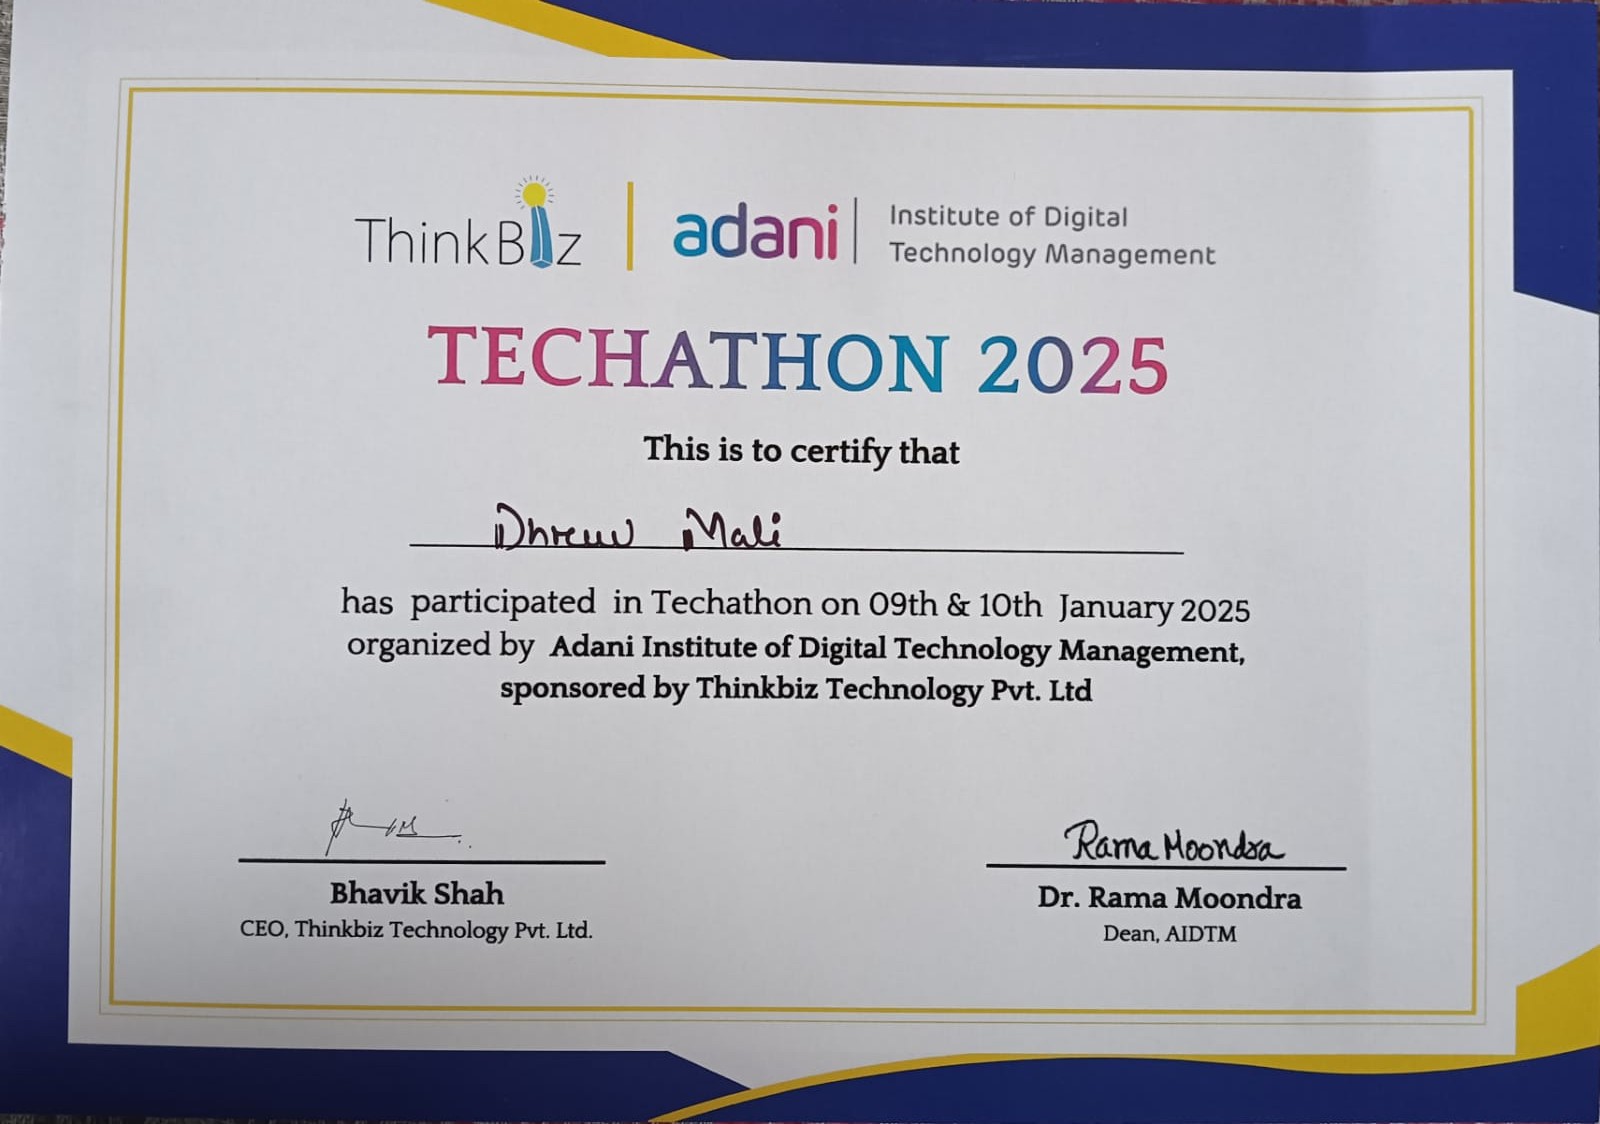 ThinkBiz
adani
Institute of Digital
Technology Management
TECHATHON 2025
This is to certify that
Dhruv Mali
has participated in Techathon on 09th & 10th January 2025
organized by Adani Institute of Digital Technology Management,
sponsored by Thinkbiz Technology Pvt. Ltd
Bhavik Shah
CEO, Thinkbiz Technology Pvt. Ltd.
Rama Moondra
Dr. Rama Moondra
Dean, AIDTM